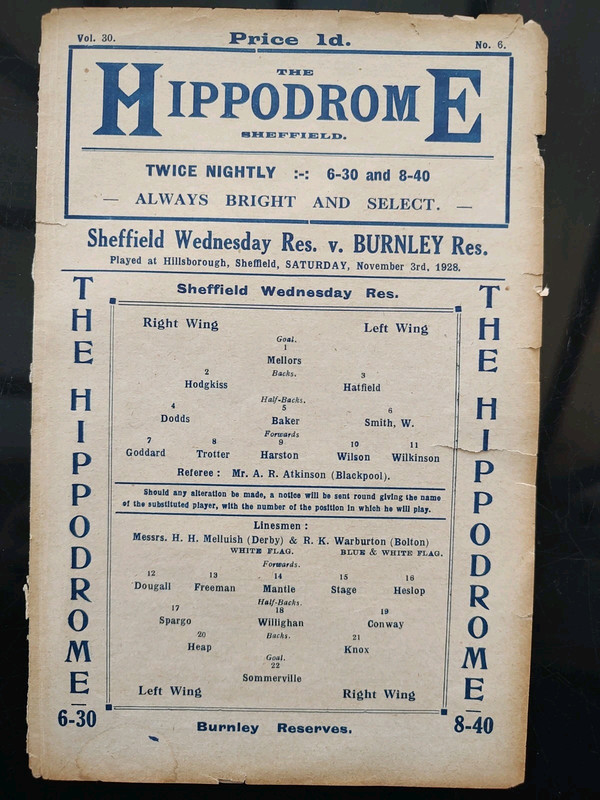 Vol. 30. Price 1d. No. 6.
THE
HIPPODROME
SHEFFIELD.
TWICE NIGHTLY :-: 6-30 and 8-40
— ALWAYS BRIGHT AND SELECT. —
Sheffield Wednesday Res. v. BURNLEY Res.
Played at Hillsborough, Sheffield, SATURDAY, November 3rd, 1928.
THE HIPPODROME
6-30
Sheffield Wednesday Res.
Right Wing Left Wing
Goal.
1
Mellors
2 Backs. 3
Hodgkiss Hatfield
Half-Backs.
4 5 6
Dodds Baker Smith, W.
Forwards
7 8 9 10 11
Goddard Trotter Harston Wilson Wilkinson
Referee : Mr. A. R. Atkinson (Blackpool).
Should any alteration be made, a notice will be sent round giving the name
of the substituted player, with the number of the position in which he will play.
Linesmen :
Messrs. H. H. Melluish (Derby) & R. K. Warburton (Bolton)
WHITE FLAG. BLUE & WHITE FLAG.
Forwards.
12 13 14 15 16
Dougall Freeman Mantle Stage Heslop
Half-Backs.
17 18 19
Spargo Willighan Conway
20 Backs. 21
Heap Knox
Goal.
22
Sommerville
Left Wing Right Wing
Burnley Reserves.
THE HIPPODROME
8-40